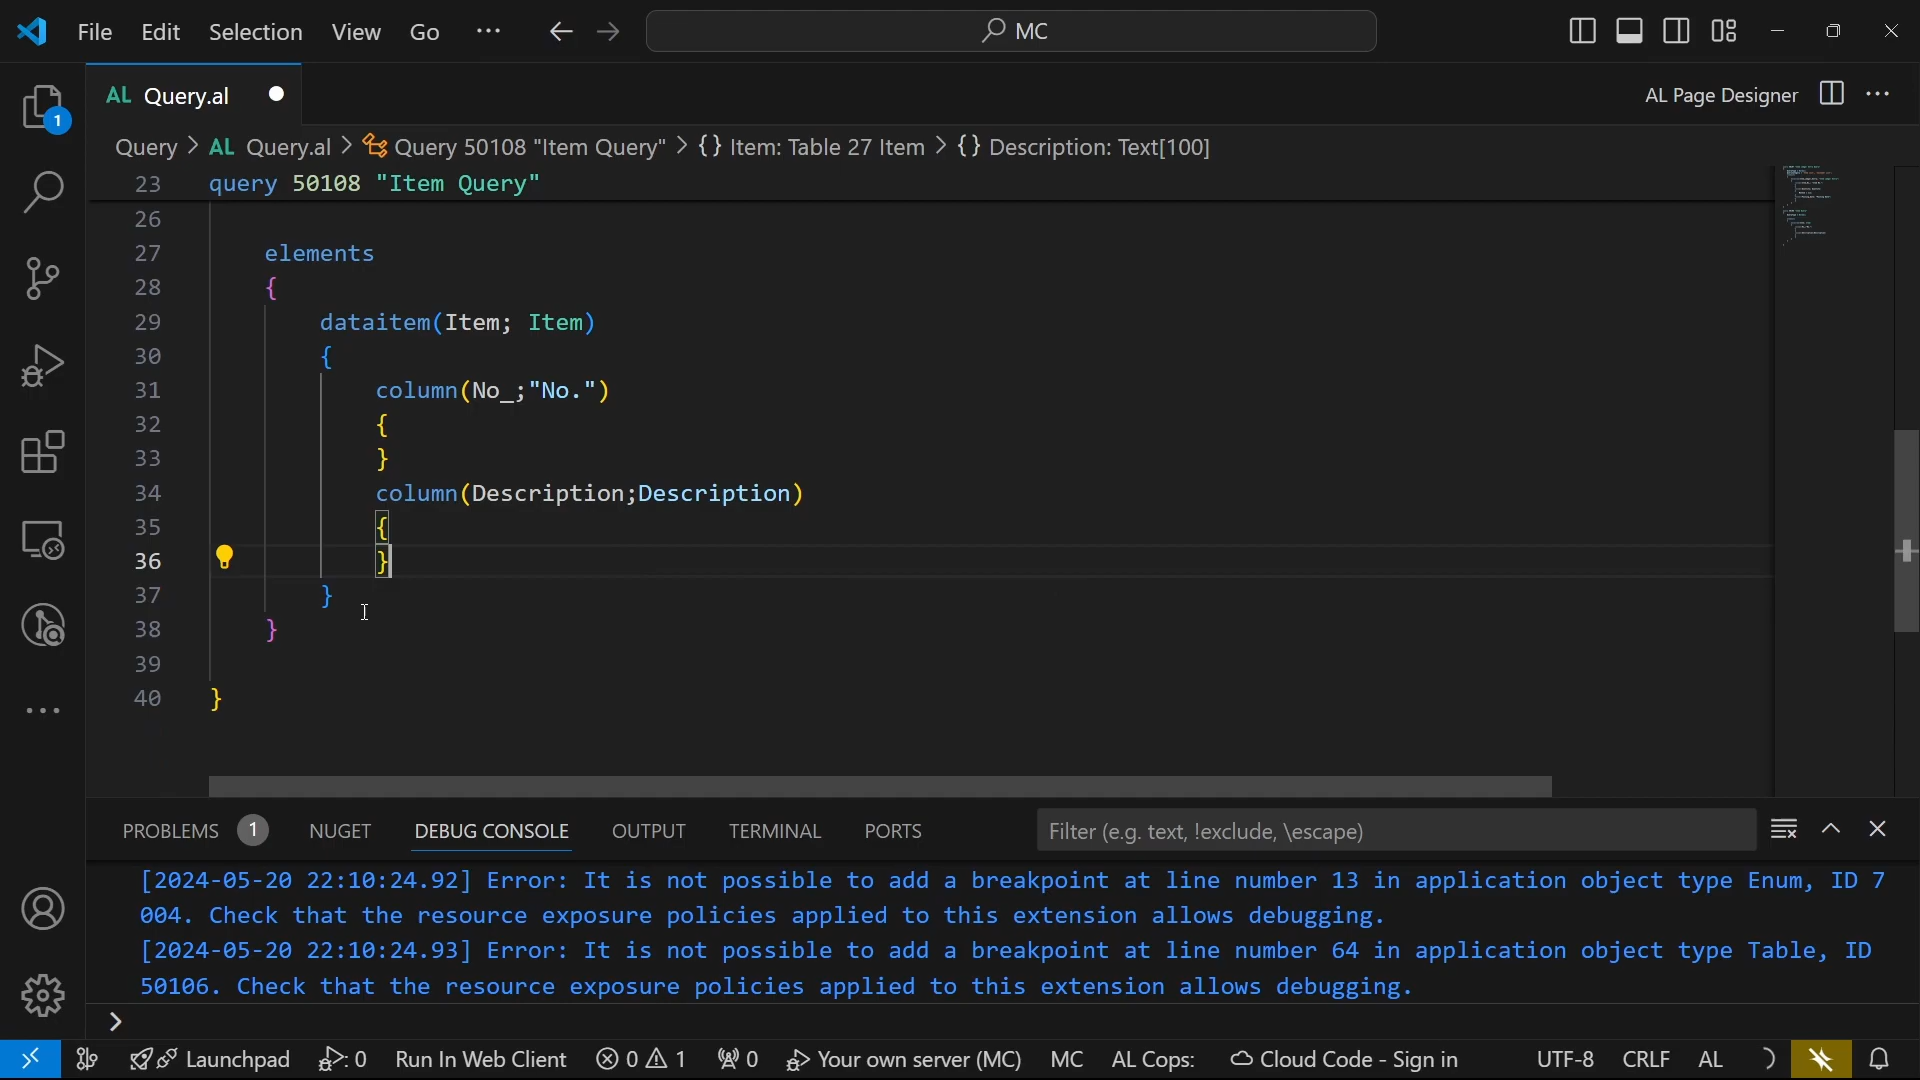 File Edit Selection View Go ··· MC
AL Query.al AL Page Designer ···
Query > AL Query.al > Query 50108 "Item Query" > {} Item: Table 27 Item > {} Description: Text[100]
23 query 50108 "Item Query"
26
27 elements
28 {
29 dataitem(Item; Item)
30 {
31 column(No_;"No.")
32 {
33 }
34 column(Description;Description)
35 {
36 }
37 }
38 }
39
40 }
1
PROBLEMS 1 NUGET DEBUG CONSOLE OUTPUT TERMINAL PORTS Filter (e.g. text, !exclude, \escape)
[2024-05-20 22:10:24.92] Error: It is not possible to add a breakpoint at line number 13 in application object type Enum, ID 7
004. Check that the resource exposure policies applied to this extension allows debugging.
[2024-05-20 22:10:24.93] Error: It is not possible to add a breakpoint at line number 64 in application object type Table, ID
50106. Check that the resource exposure policies applied to this extension allows debugging.
>
Launchpad : 0 Run In Web Client 0 1 0 Your own server (MC) MC AL Cops: Cloud Code - Sign in UTF-8 CRLF AL